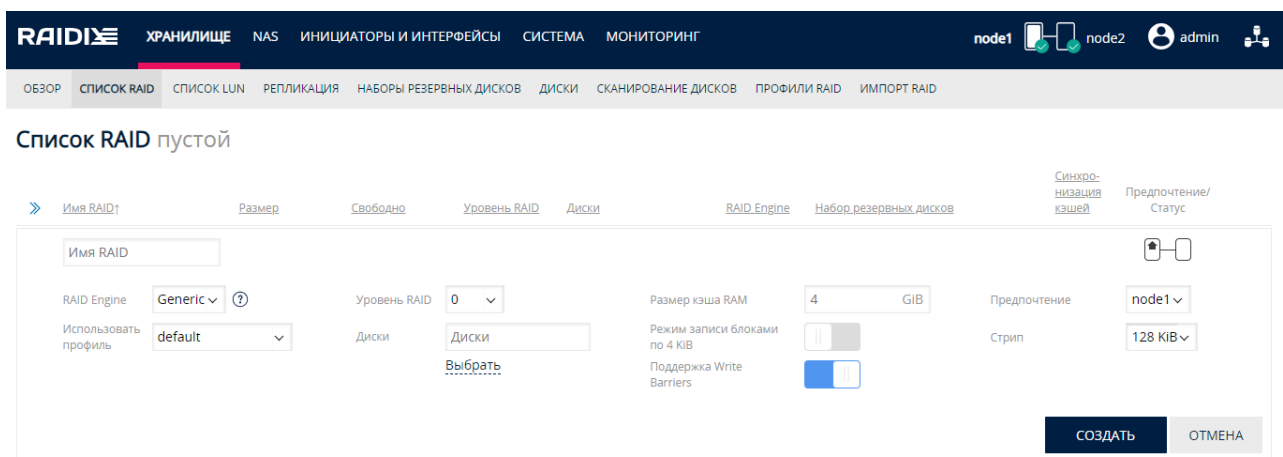 RAIDIX ХРАНИЛИЩЕ NAS ИНИЦИАТОРЫ И ИНТЕРФЕЙСЫ СИСТЕМА МОНИТОРИНГ node1 node2 admin
ОБЗОР СПИСОК RAID СПИСОК LUN РЕПЛИКАЦИЯ НАБОРЫ РЕЗЕРВНЫХ ДИСКОВ ДИСКИ СКАНИРОВАНИЕ ДИСКОВ ПРОФИЛИ RAID ИМПОРТ RAID
Список RAID пустой
Имя RAID↑ Размер Свободно Уровень RAID Диски RAID Engine Набор резервных дисков
Синхро-
низация
кэшей
Предпочтение/
Статус
Имя RAID
RAID Engine Generic ? Уровень RAID 0 Размер кэша RAM 4 GiB Предпочтение node1
Использовать
профиль
default Диски Диски
Режим записи блоками
по 4 KiB
Стрип 128 KiB
Выбрать
Поддержка Write
Barriers
СОЗДАТЬ ОТМЕНА